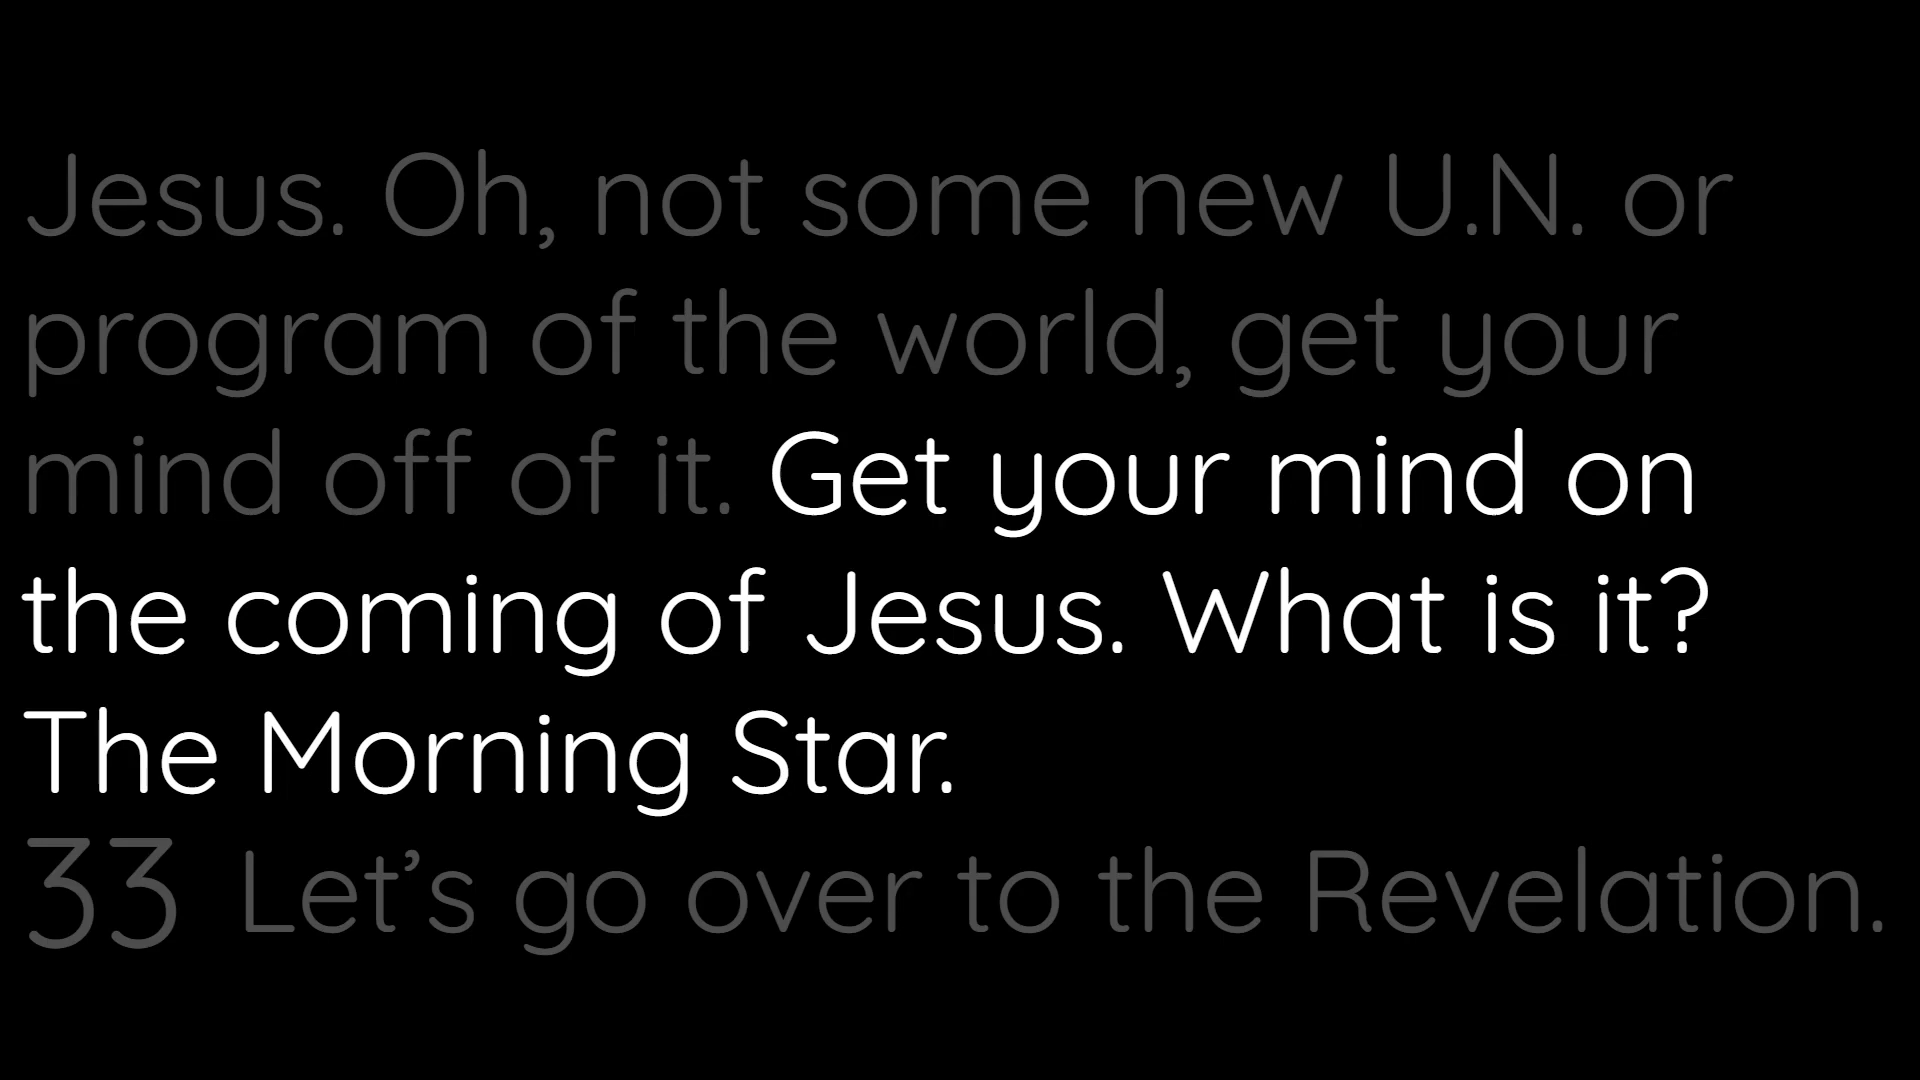 Jesus. Oh, not some new U.N. or
program of the world, get your
mind off of it. Get your mind on
the coming of Jesus. What is it?
The Morning Star.
33 Let’s go over to the Revelation.